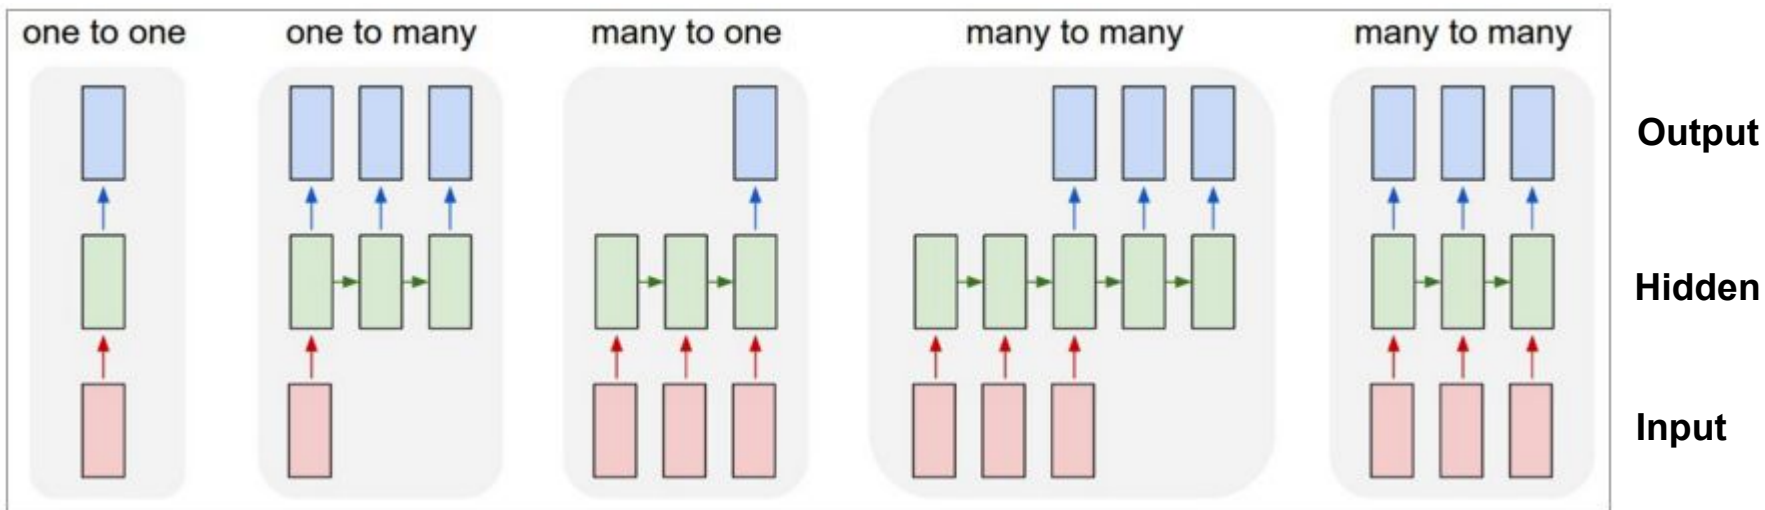 one to one
one to many
many to one
many to many
many to many
Output
Hidden
Input